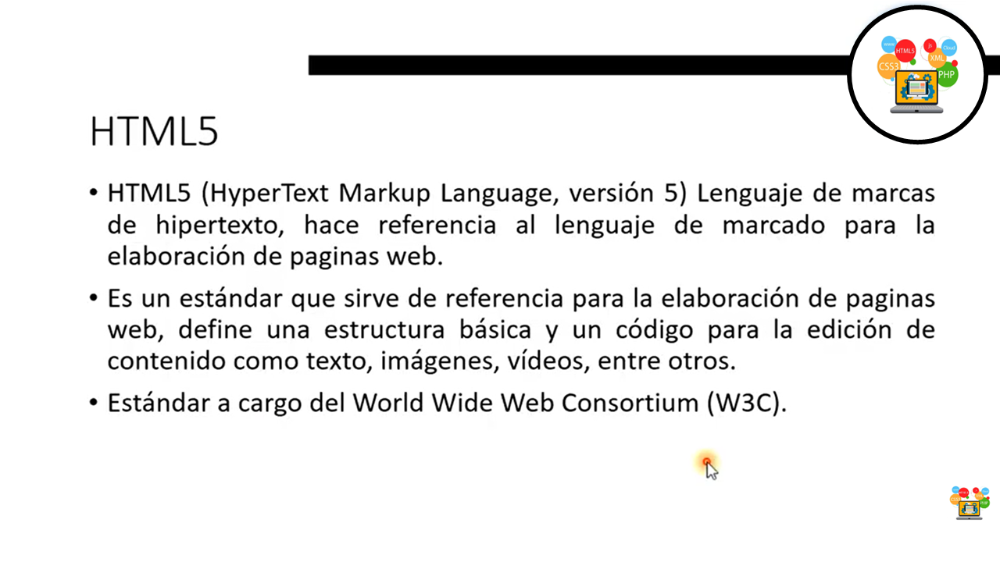 www
HTML5
JS
Cloud
CSS3
XML
PHP
HTML5
• HTML5 (HyperText Markup Language, versión 5) Lenguaje de marcas
de hipertexto, hace referencia al lenguaje de marcado para la
elaboración de paginas web.
• Es un estándar que sirve de referencia para la elaboración de paginas
web, define una estructura básica y un código para la edición de
contenido como texto, imágenes, vídeos, entre otros.
• Estándar a cargo del World Wide Web Consortium (W3C).